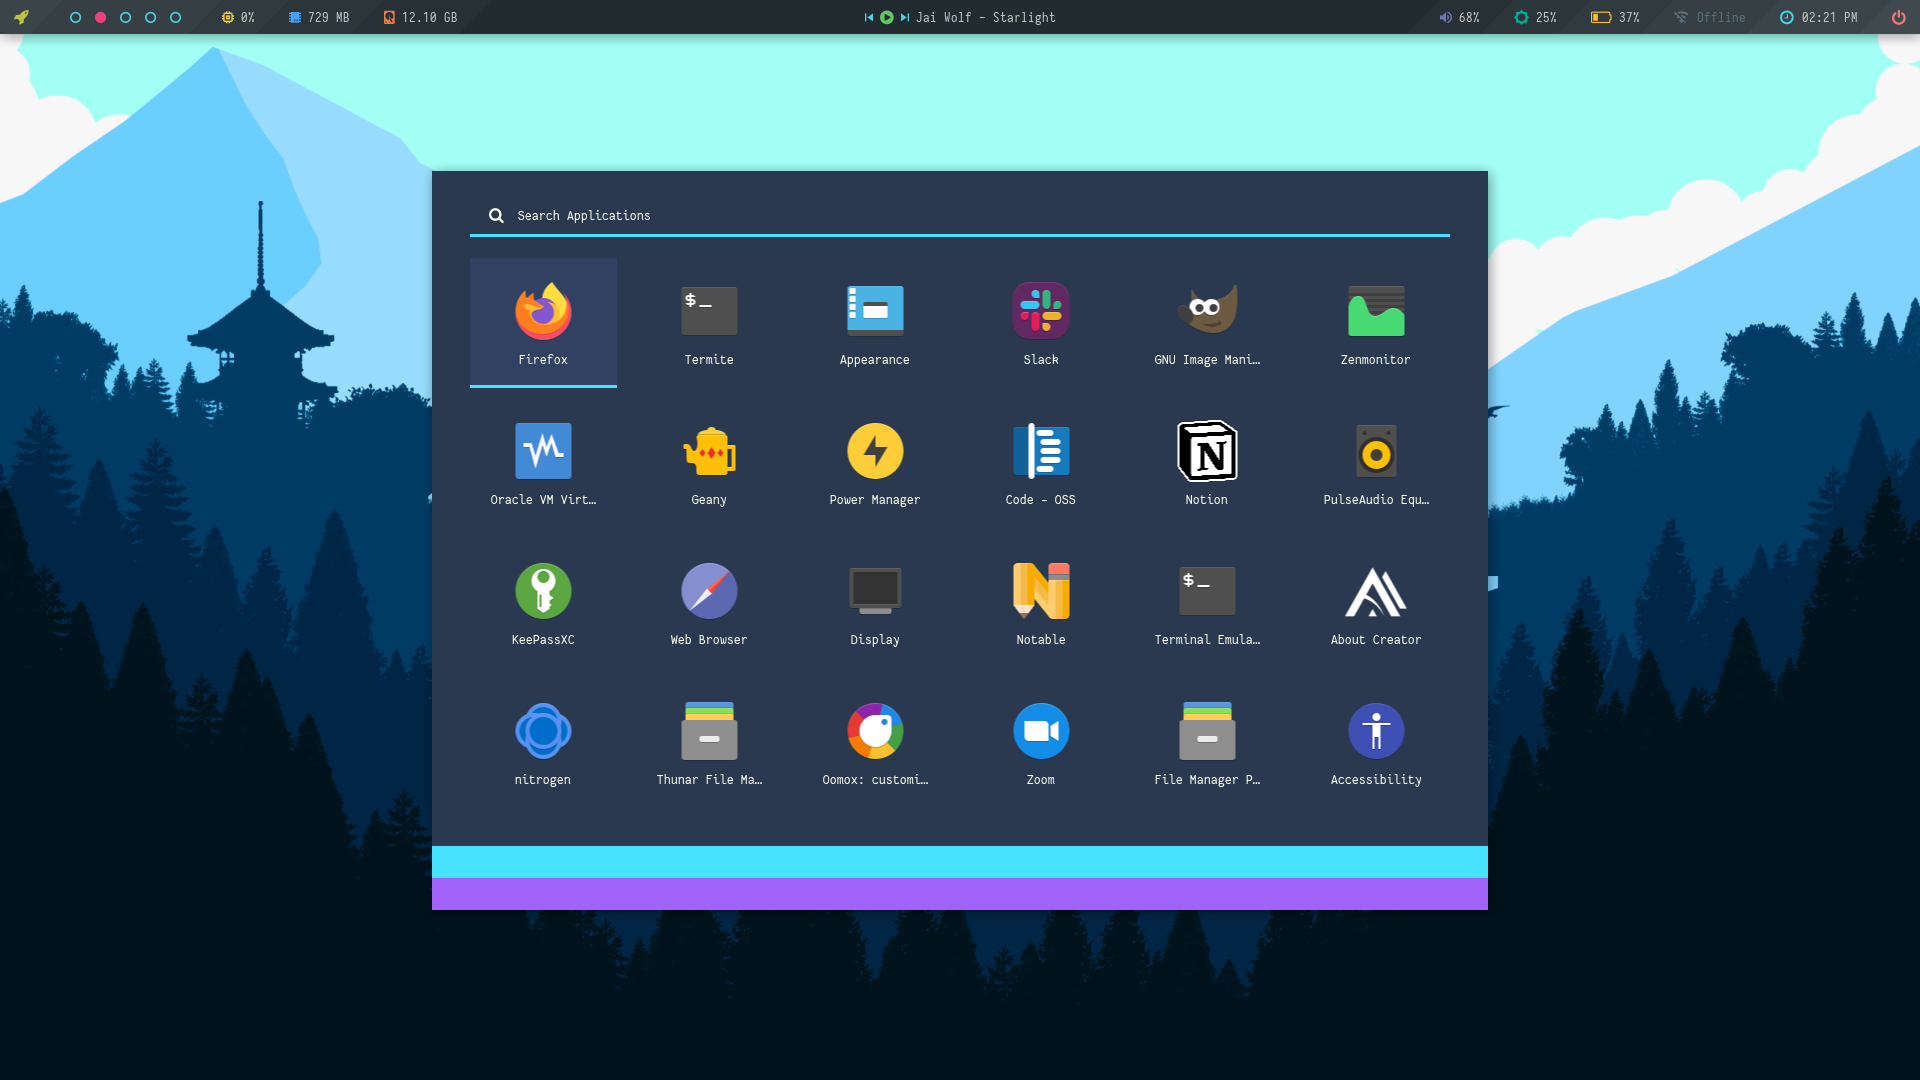 0% 729 MB 12.10 GB Jai Wolf - Starlight 68% 25% 37% Offline 02:21 PM
Search Applications
$_ $_
Firefox Termite Appearance Slack GNU Image Mani… Zenmonitor
N
Oracle VM Virt… Geany Power Manager Code - OSS Notion PulseAudio Equ…
$_
KeePassXC Web Browser Display Notable Terminal Emula… About Creator
nitrogen Thunar File Ma… Oomox: customi… Zoom File Manager P… Accessibility